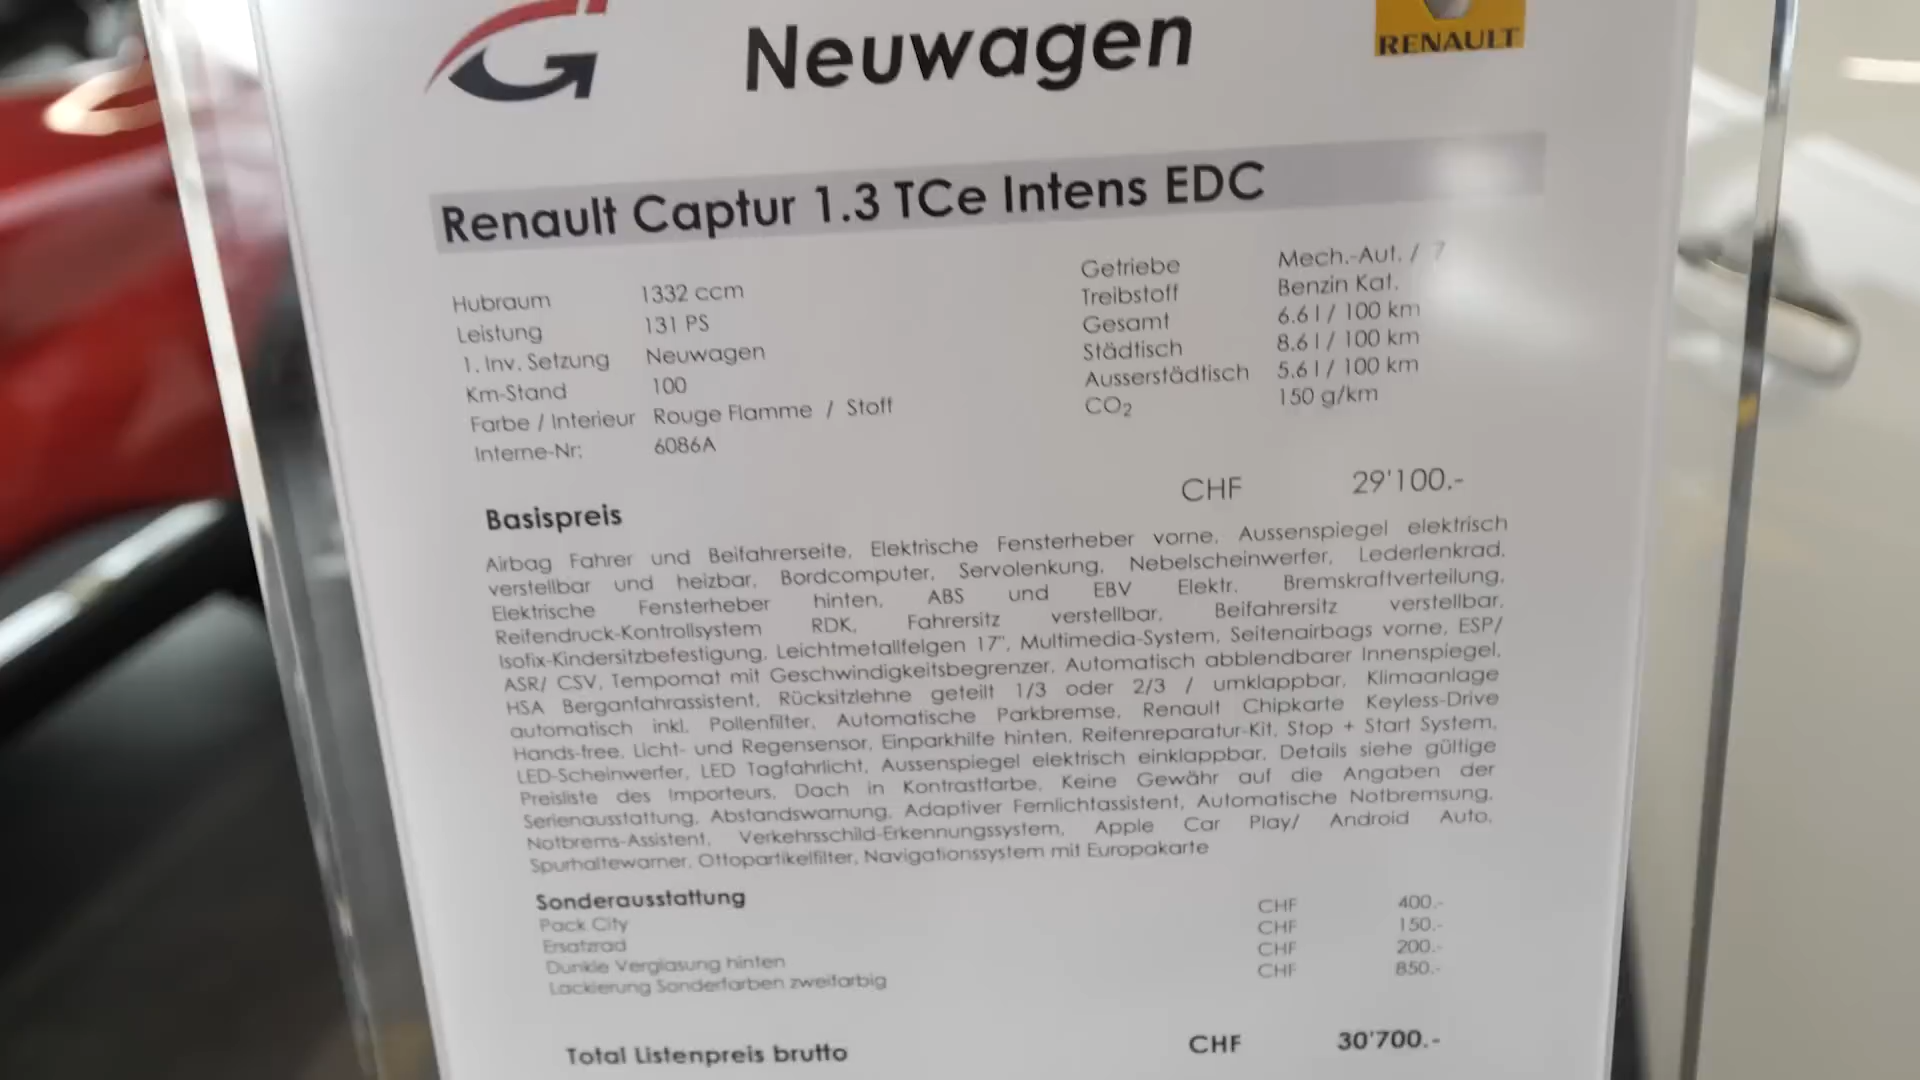 G
Neuwagen
RENAULT
Renault Captur 1.3 TCe Intens EDC
Hubraum 1332 ccm
Leistung 131 PS
1. Inv. Setzung Neuwagen
Km-Stand 100
Farbe / Interieur Rouge Flamme / Stoff
Interne-Nr: 6086A
Getriebe Mech.-Aut. / 7
Treibstoff Benzin Kat.
Gesamt 6.6 l / 100 km
Städtisch 8.6 l / 100 km
Ausserstädtisch 5.6 l / 100 km
CO₂ 150 g/km
Basispreis CHF 29'100.-
Airbag Fahrer und Beifahrerseite, Elektrische Fensterheber vorne, Aussenspiegel elektrisch
verstellbar und heizbar, Bordcomputer, Servolenkung, Nebelscheinwerfer, Lederlenkrad,
Elektrische Fensterheber hinten, ABS und EBV Elektr. Bremskraftverteilung,
Reifendruck-Kontrollsystem RDK, Fahrersitz verstellbar, Beifahrersitz verstellbar,
Isofix-Kindersitzbefestigung, Leichtmetallfelgen 17", Multimedia-System, Seitenairbags vorne, ESP/
ASR/ CSV, Tempomat mit Geschwindigkeitsbegrenzer, Automatisch abblendbarer Innenspiegel,
HSA Berganfahrassistent, Rücksitzlehne geteilt 1/3 oder 2/3 / umklappbar, Klimaanlage
automatisch inkl. Pollenfilter, Automatische Parkbremse, Renault Chipkarte Keyless-Drive
Hands-free, Licht- und Regensensor, Einparkhilfe hinten, Reifenreparatur-Kit, Stop + Start System,
LED-Scheinwerfer, LED Tagfahrlicht, Aussenspiegel elektrisch einklappbar, Details siehe gültige
Preisliste des Importeurs, Dach in Kontrastfarbe, Keine Gewähr auf die Angaben der
Serienausstattung, Abstandswarnung, Adaptiver Fernlichtassistent, Automatische Notbremsung,
Notbrems-Assistent, Verkehrsschild-Erkennungssystem, Apple Car Play/ Android Auto,
Spurhaltewarner, Ottopartikelfilter, Navigationssystem mit Europakarte
Sonderausstattung
Pack City CHF 400.-
Ersatzrad CHF 150.-
Dunkle Verglasung hinten CHF 200.-
Lackierung Sonderfarben zweifarbig CHF 850.-
Total Listenpreis brutto CHF 30'700.-